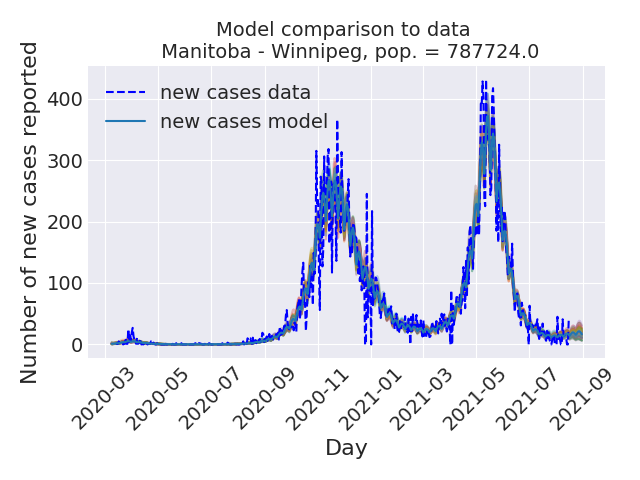 Model comparison to data
Manitoba - Winnipeg, pop. = 787724.0
Number of new cases reported
new cases data
new cases model
400
300
200
100
0
2020-03
2020-05
2020-07
2020-09
2020-11
2021-01
2021-03
2021-05
2021-07
2021-09
Day